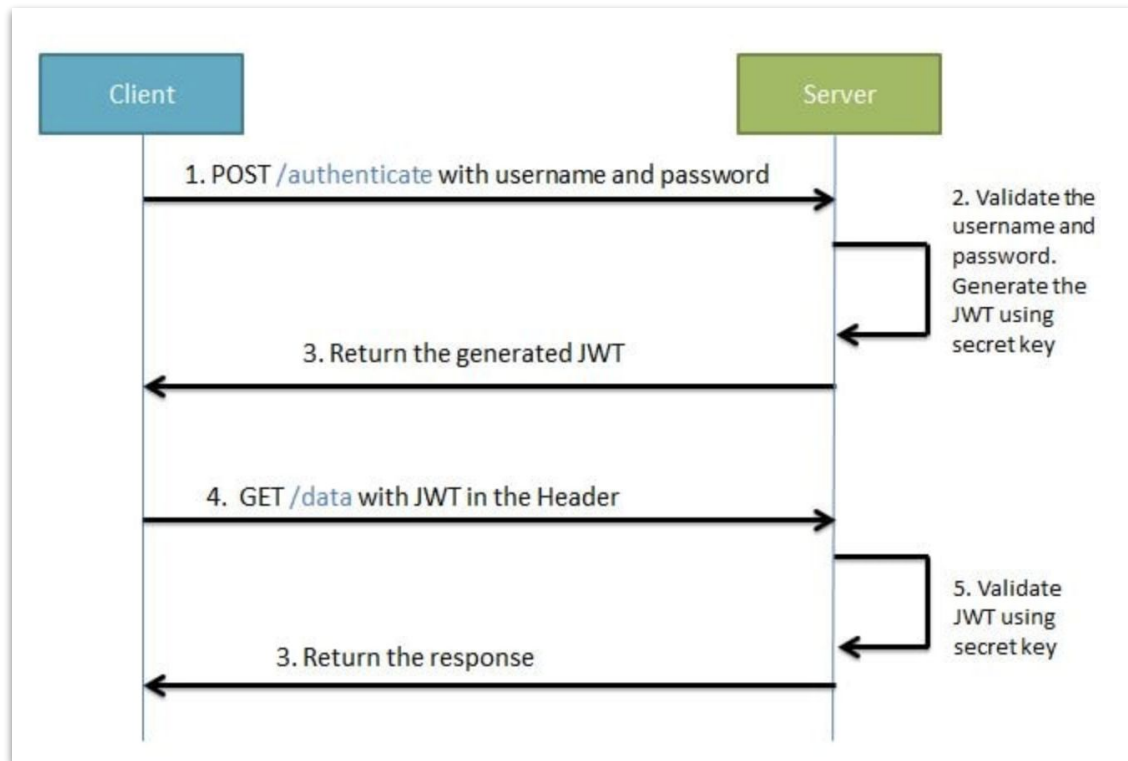 Client
Server
1. POST /authenticate with username and password
2. Validate the
username and
password.
Generate the
JWT using
secret key
3. Return the generated JWT
4. GET /data with JWT in the Header
5. Validate
JWT using
secret key
3. Return the response